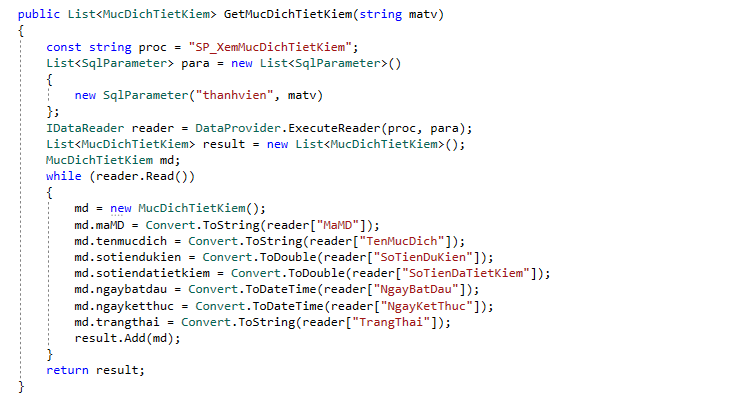 public List<MucDichTietKiem> GetMucDichTietKiem(string matv)
{
const string proc = "SP_XemMucDichTietKiem";
List<SqlParameter> para = new List<SqlParameter>()
{
new SqlParameter("thanhvien", matv)
};
IDataReader reader = DataProvider.ExecuteReader(proc, para);
List<MucDichTietKiem> result = new List<MucDichTietKiem>();
MucDichTietKiem md;
while (reader.Read())
{
md = new MucDichTietKiem();
md.maMD = Convert.ToString(reader["MaMD"]);
md.tenmucdich = Convert.ToString(reader["TenMucDich"]);
md.sotiendukien = Convert.ToDouble(reader["SoTienDuKien"]);
md.sotiendatietkiem = Convert.ToDouble(reader["SoTienDaTietKiem"]);
md.ngaybatdau = Convert.ToDateTime(reader["NgayBatDau"]);
md.ngayketthuc = Convert.ToDateTime(reader["NgayKetThuc"]);
md.trangthai = Convert.ToString(reader["TrangThai"]);
result.Add(md);
}
return result;
}